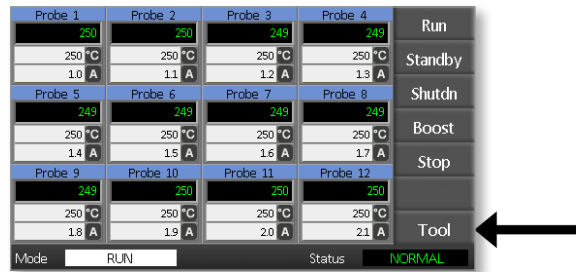 Probe 1 Probe 2 Probe 3 Probe 4 Run
250 250 249 249
250 °C 250 °C 250 °C 250 °C Standby
1.0 A 1.1 A 1.2 A 1.3 A
Probe 5 Probe 6 Probe 7 Probe 8 Shutdn
249 249 249 249
250 °C 250 °C 250 °C 250 °C Boost
1.4 A 1.5 A 1.6 A 1.7 A Stop
Probe 9 Probe 10 Probe 11 Probe 12
249 250 250 250
250 °C 250 °C 250 °C 250 °C
1.8 A 1.9 A 2.0 A 2.1 A Tool
Mode RUN Status NORMAL